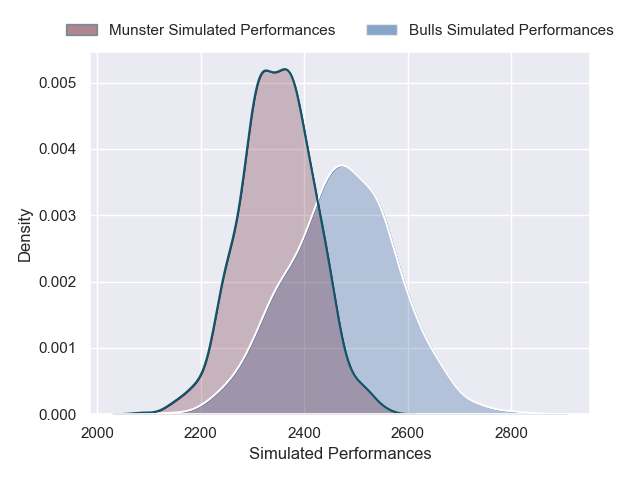 Munster Simulated Performances Bulls Simulated Performances
0.005
0.004
0.003
0.002
0.001
0.000
Density
2000 2200 2400 2600 2800
Simulated Performances